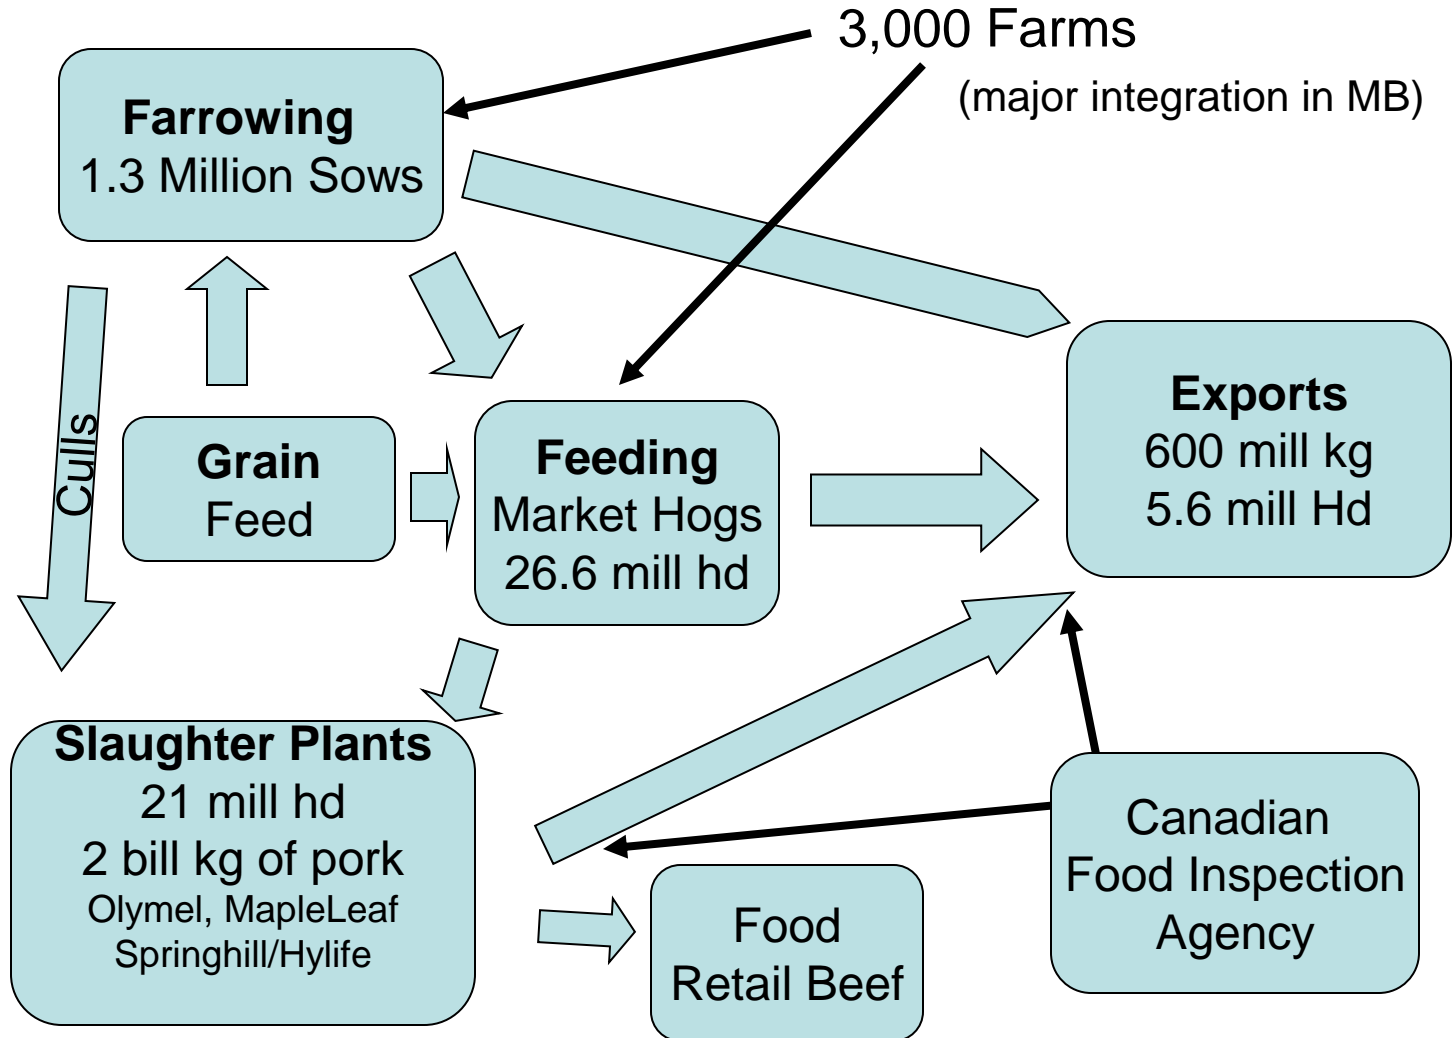 3,000 Farms
(major integration in MB)
Farrowing
1.3 Million Sows
Culls
Grain
Feed
Feeding
Market Hogs
26.6 mill hd
Exports
600 mill kg
5.6 mill Hd
Slaughter Plants
21 mill hd
2 bill kg of pork
Olymel, MapleLeaf
Springhill/Hylife
Food
Retail Beef
Canadian
Food Inspection
Agency